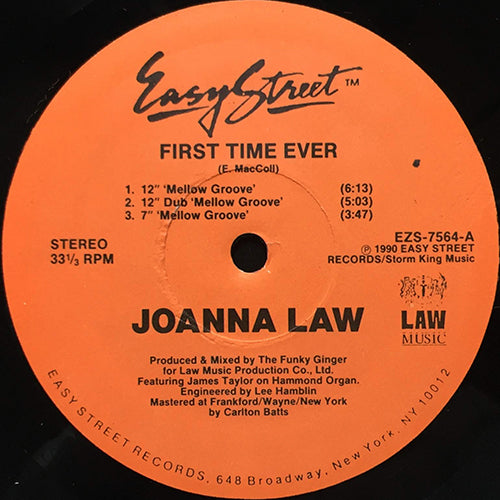 Easy Street™
FIRST TIME EVER
(E. MacColl)
1. 12" 'Mellow Groove' (6:13)
2. 12" Dub 'Mellow Groove' (5:03)
3. 7" 'Mellow Groove' (3:47)
STEREO
33⅓ RPM
EZS-7564-A
℗ 1990 EASY STREET
RECORDS/Storm King Music
JOANNA LAW
LAW
MUSIC
Produced & Mixed by The Funky Ginger
for Law Music Production Co., Ltd.
Featuring James Taylor on Hammond Organ.
Engineered by Lee Hamblin
Mastered at Frankford/Wayne/New York
by Carlton Batts
EASY STREET RECORDS, 648 Broadway, New York, NY 10012